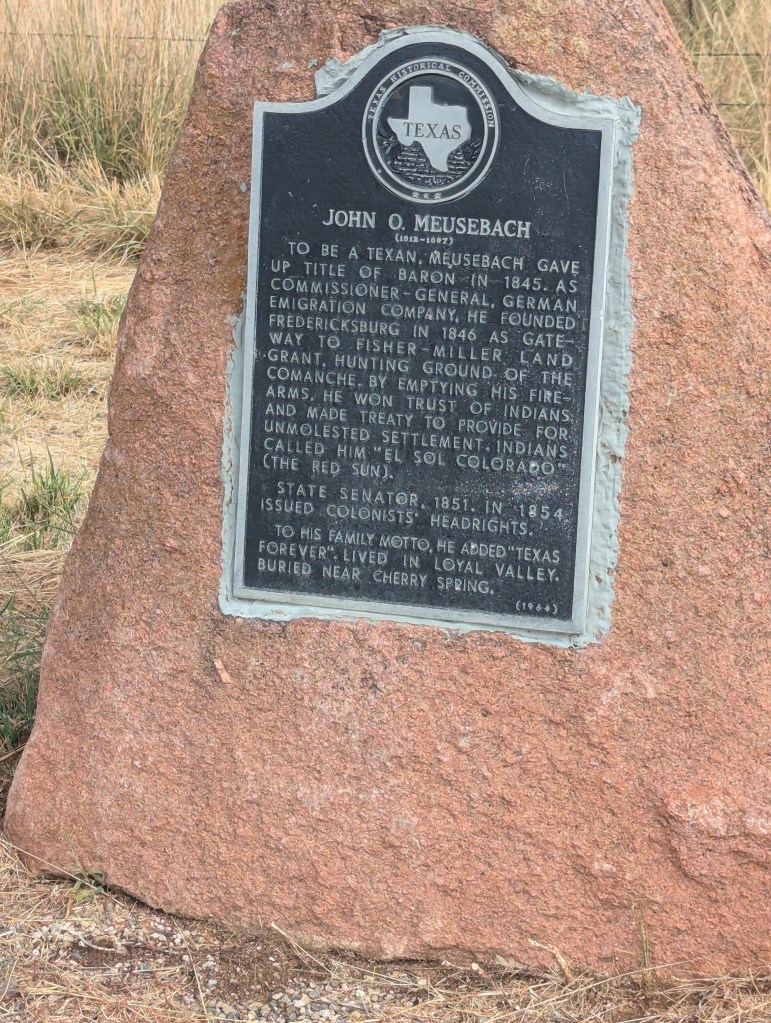 TEXAS HISTORICAL COMMISSION
TEXAS
JOHN O. MEUSEBACH
(1812-1897)
TO BE A TEXAN, MEUSEBACH GAVE
UP TITLE OF BARON IN 1845. AS
COMMISSIONER-GENERAL, GERMAN
EMIGRATION COMPANY, HE FOUNDED
FREDERICKSBURG IN 1846 AS GATE-
WAY TO FISHER-MILLER LAND
GRANT, HUNTING GROUND OF THE
COMANCHE. BY EMPTYING HIS FIRE-
ARMS, HE WON TRUST OF INDIANS
AND MADE TREATY TO PROVIDE FOR
UNMOLESTED SETTLEMENT. INDIANS
CALLED HIM "EL SOL COLORADO"
(THE RED SUN).
STATE SENATOR, 1851. IN 1854
ISSUED COLONISTS' HEADRIGHTS.
TO HIS FAMILY MOTTO, HE ADDED "TEXAS
FOREVER". LIVED IN LOYAL VALLEY.
BURIED NEAR CHERRY SPRING.
(1964)